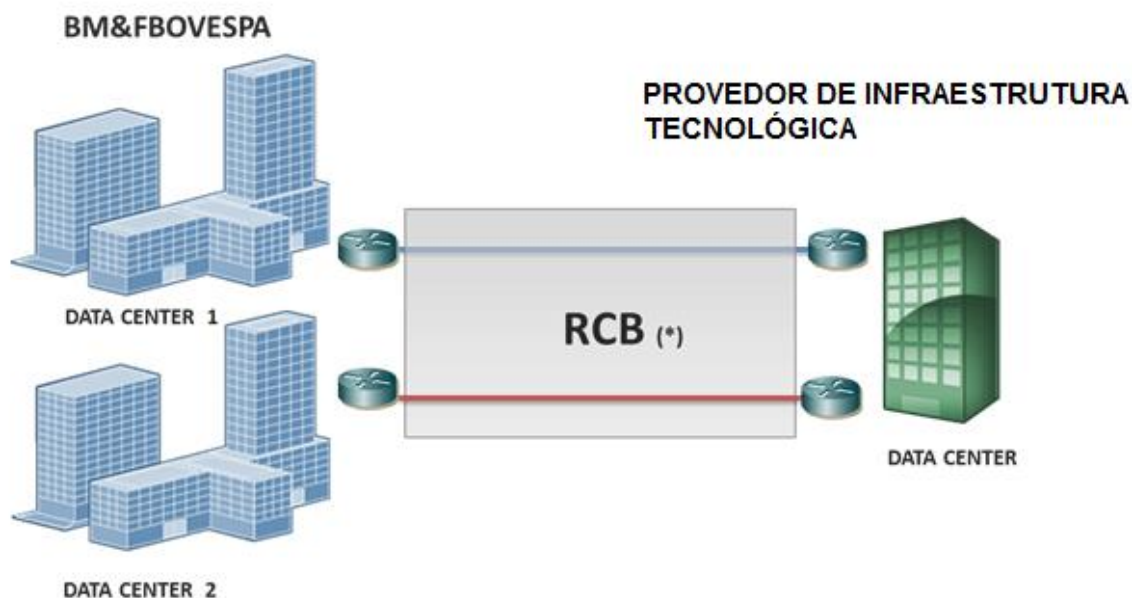 BM&FBOVESPA
PROVEDOR DE INFRAESTRUTURA
TECNOLÓGICA
DATA CENTER 1
RCB (*)
DATA CENTER
DATA CENTER 2